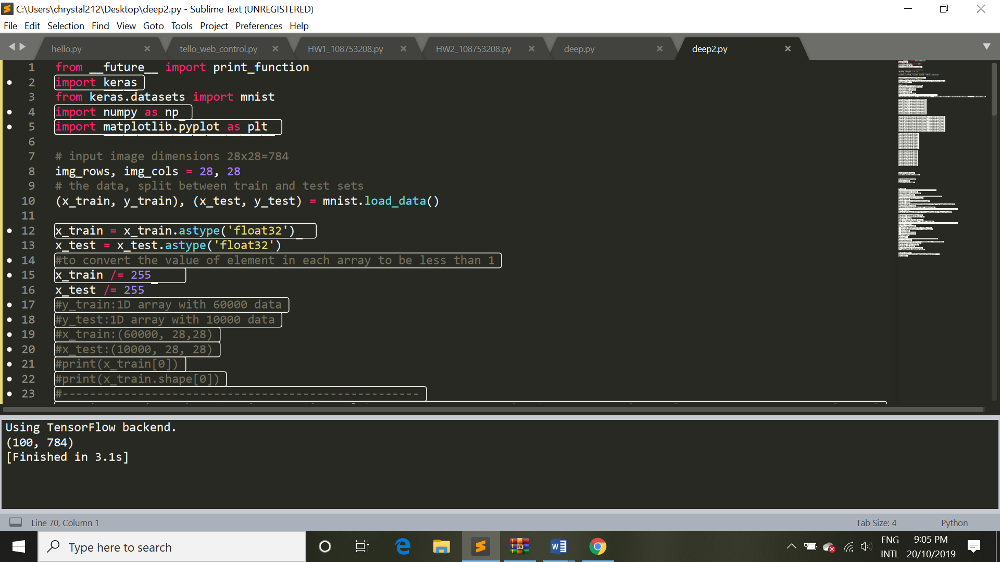 C:\Users\chrystal212\Desktop\deep2.py - Sublime Text (UNREGISTERED)
File Edit Selection Find View Goto Tools Project Preferences Help
hello.py tello_web_control.py HW1_108753208.py HW2_108753208.py deep.py deep2.py
1 from __future__ import print_function
2 import keras
3 from keras.datasets import mnist
4 import numpy as np
5 import matplotlib.pyplot as plt
6
7 # input image dimensions 28x28=784
8 img_rows, img_cols = 28, 28
9 # the data, split between train and test sets
10 (x_train, y_train), (x_test, y_test) = mnist.load_data()
11
12 x_train = x_train.astype('float32')
13 x_test = x_test.astype('float32')
14 #to convert the value of element in each array to be less than 1
15 x_train /= 255
16 x_test /= 255
17 #y_train:1D array with 60000 data
18 #y_test:1D array with 10000 data
19 #x_train:(60000, 28,28)
20 #x_test:(10000, 28, 28)
21 #print(x_train[0])
22 #print(x_train.shape[0])
23 #----------------------------------------------------
Using TensorFlow backend.
(100, 784)
[Finished in 3.1s]
Line 70, Column 1 Tab Size: 4 Python
Type here to search
ENG 9:05 PM
INTL 20/10/2019